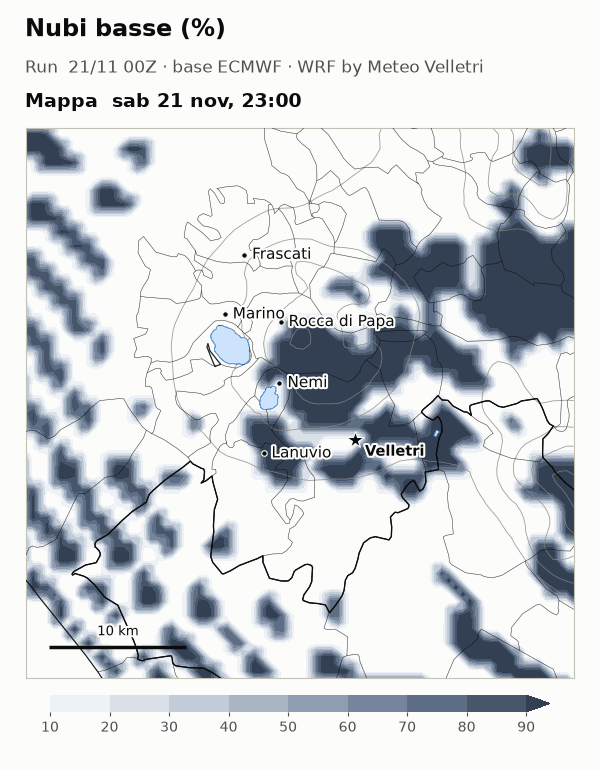 Nubi basse (%)
Run  21/11 00Z · base ECMWF · WRF by Meteo Velletri
Mappa  sab 21 nov, 23:00
Frascati
Marino
Rocca di Papa
Nemi
Velletri
Lanuvio
10 km
10 20 30 40 50 60 70 80 90